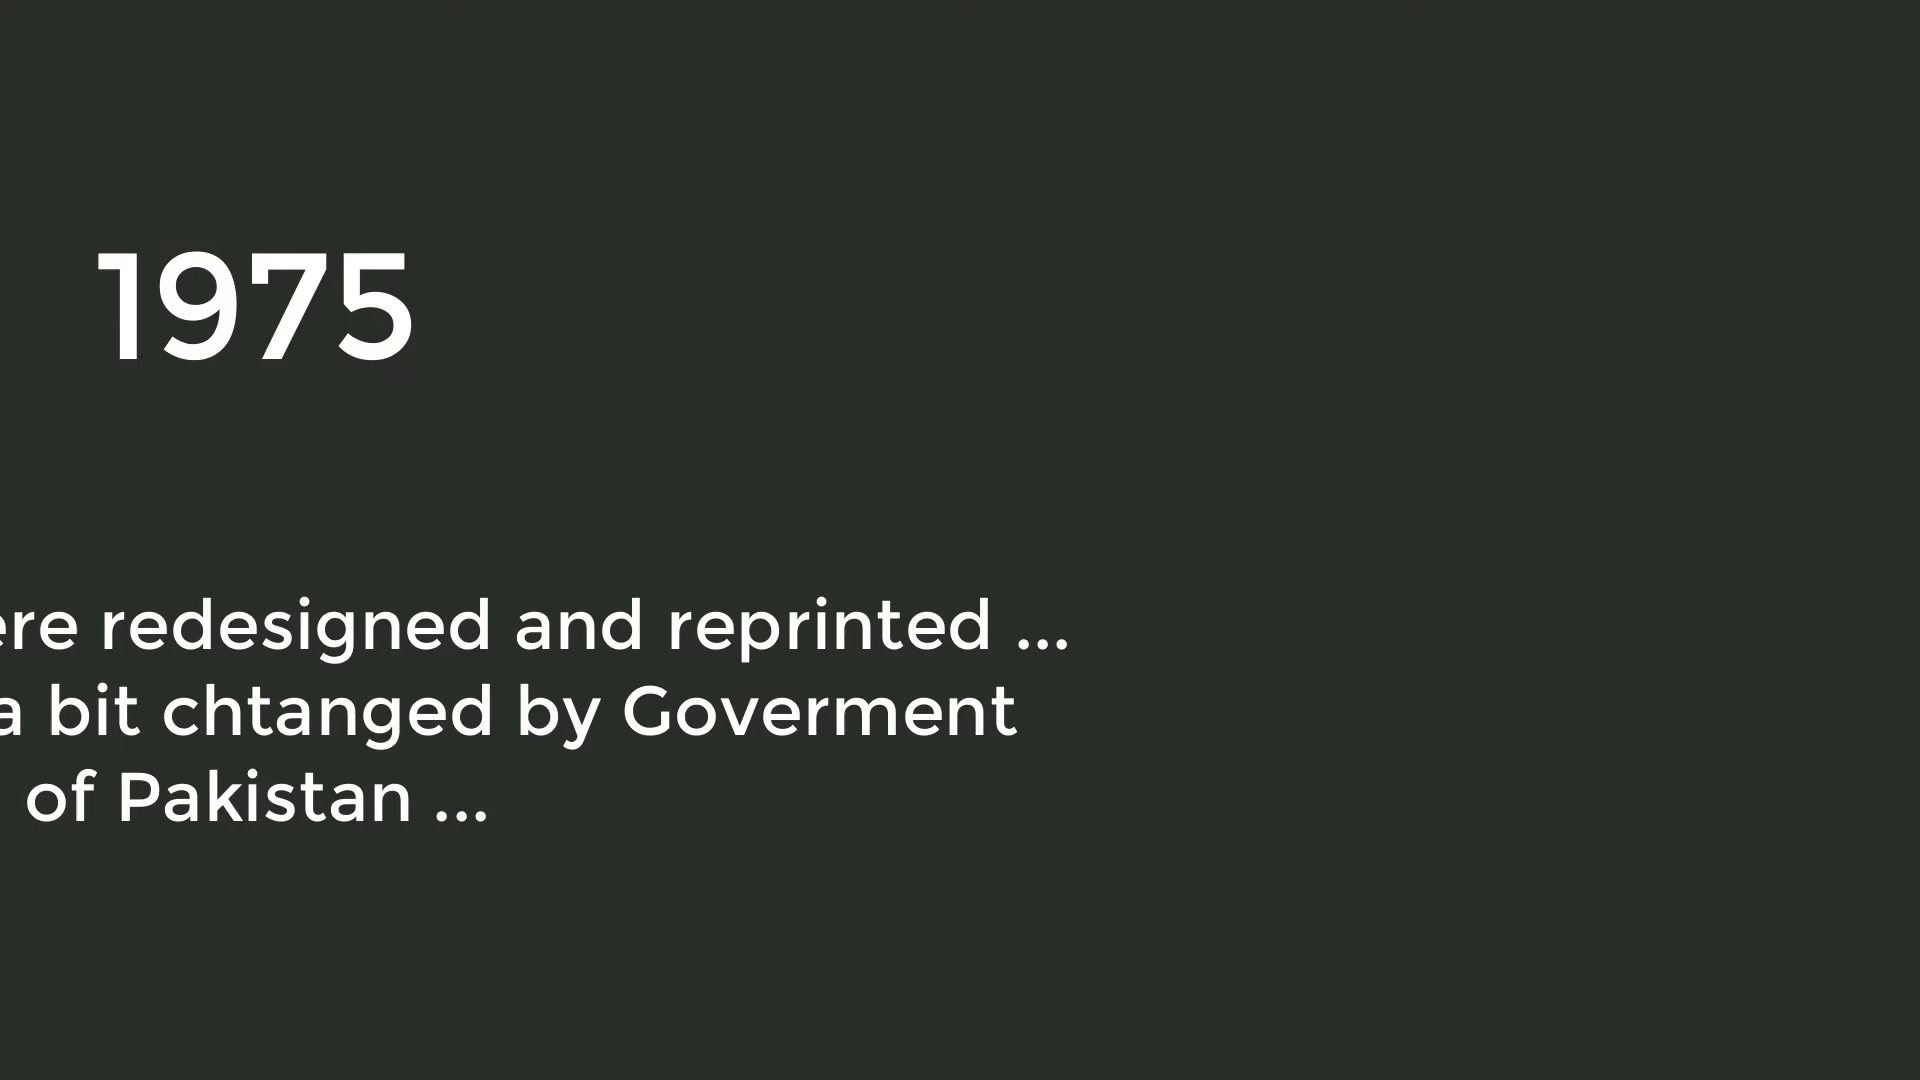 1975
ere redesigned and reprinted ...
a bit chtanged by Goverment
of Pakistan ...